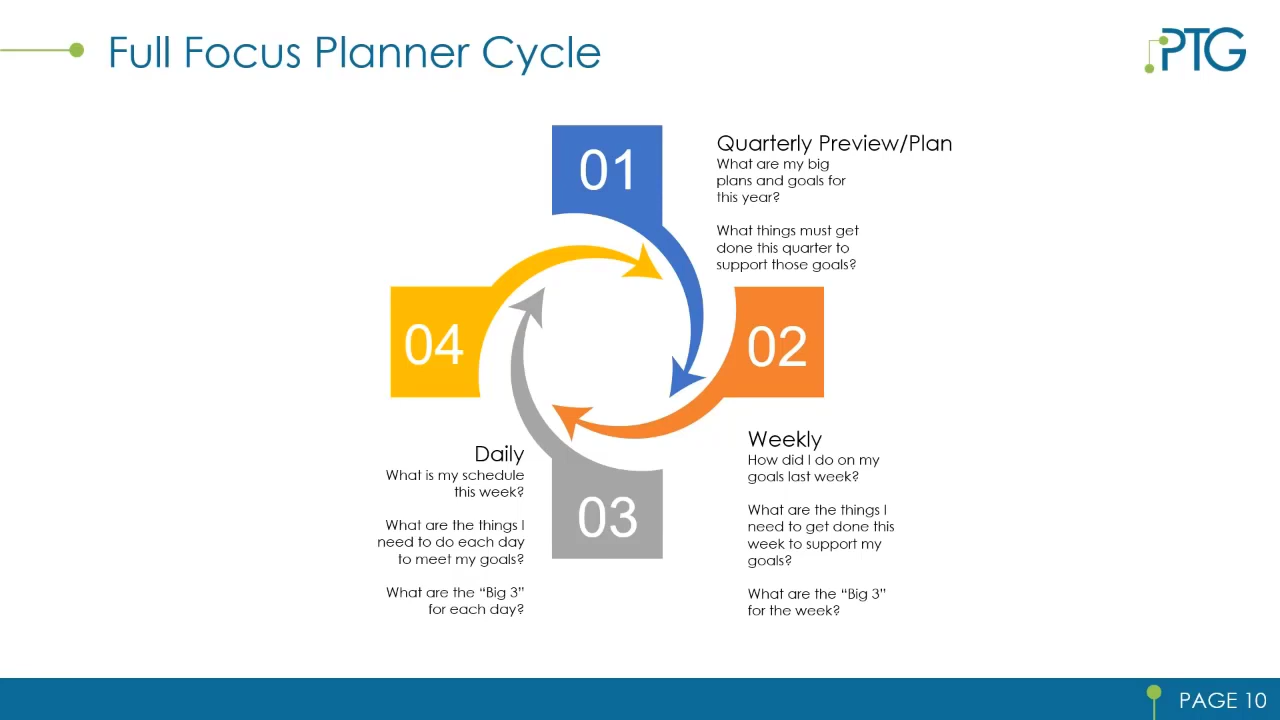 Full Focus Planner Cycle
PTG
01
Quarterly Preview/Plan
What are my big
plans and goals for
this year?
What things must get
done this quarter to
support those goals?
04
02
Weekly
How did I do on my
goals last week?
What are the things I
need to get done this
week to support my
goals?
What are the “Big 3”
for the week?
03
Daily
What is my schedule
this week?
What are the things I
need to do each day
to meet my goals?
What are the “Big 3”
for each day?
PAGE 10